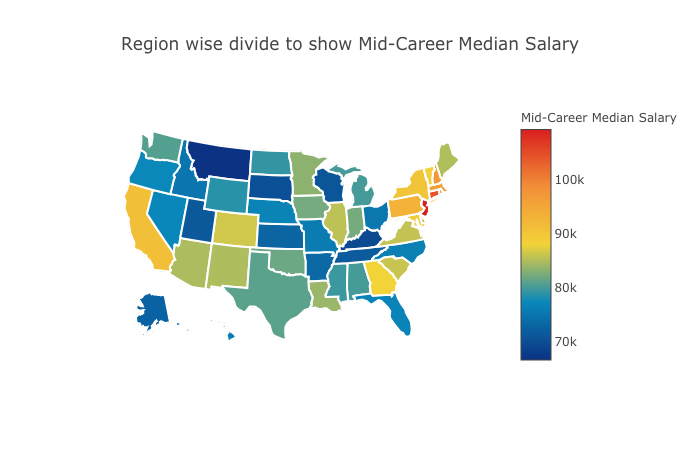 Region wise divide to show Mid-Career Median Salary
Mid-Career Median Salary
100k
90k
80k
70k